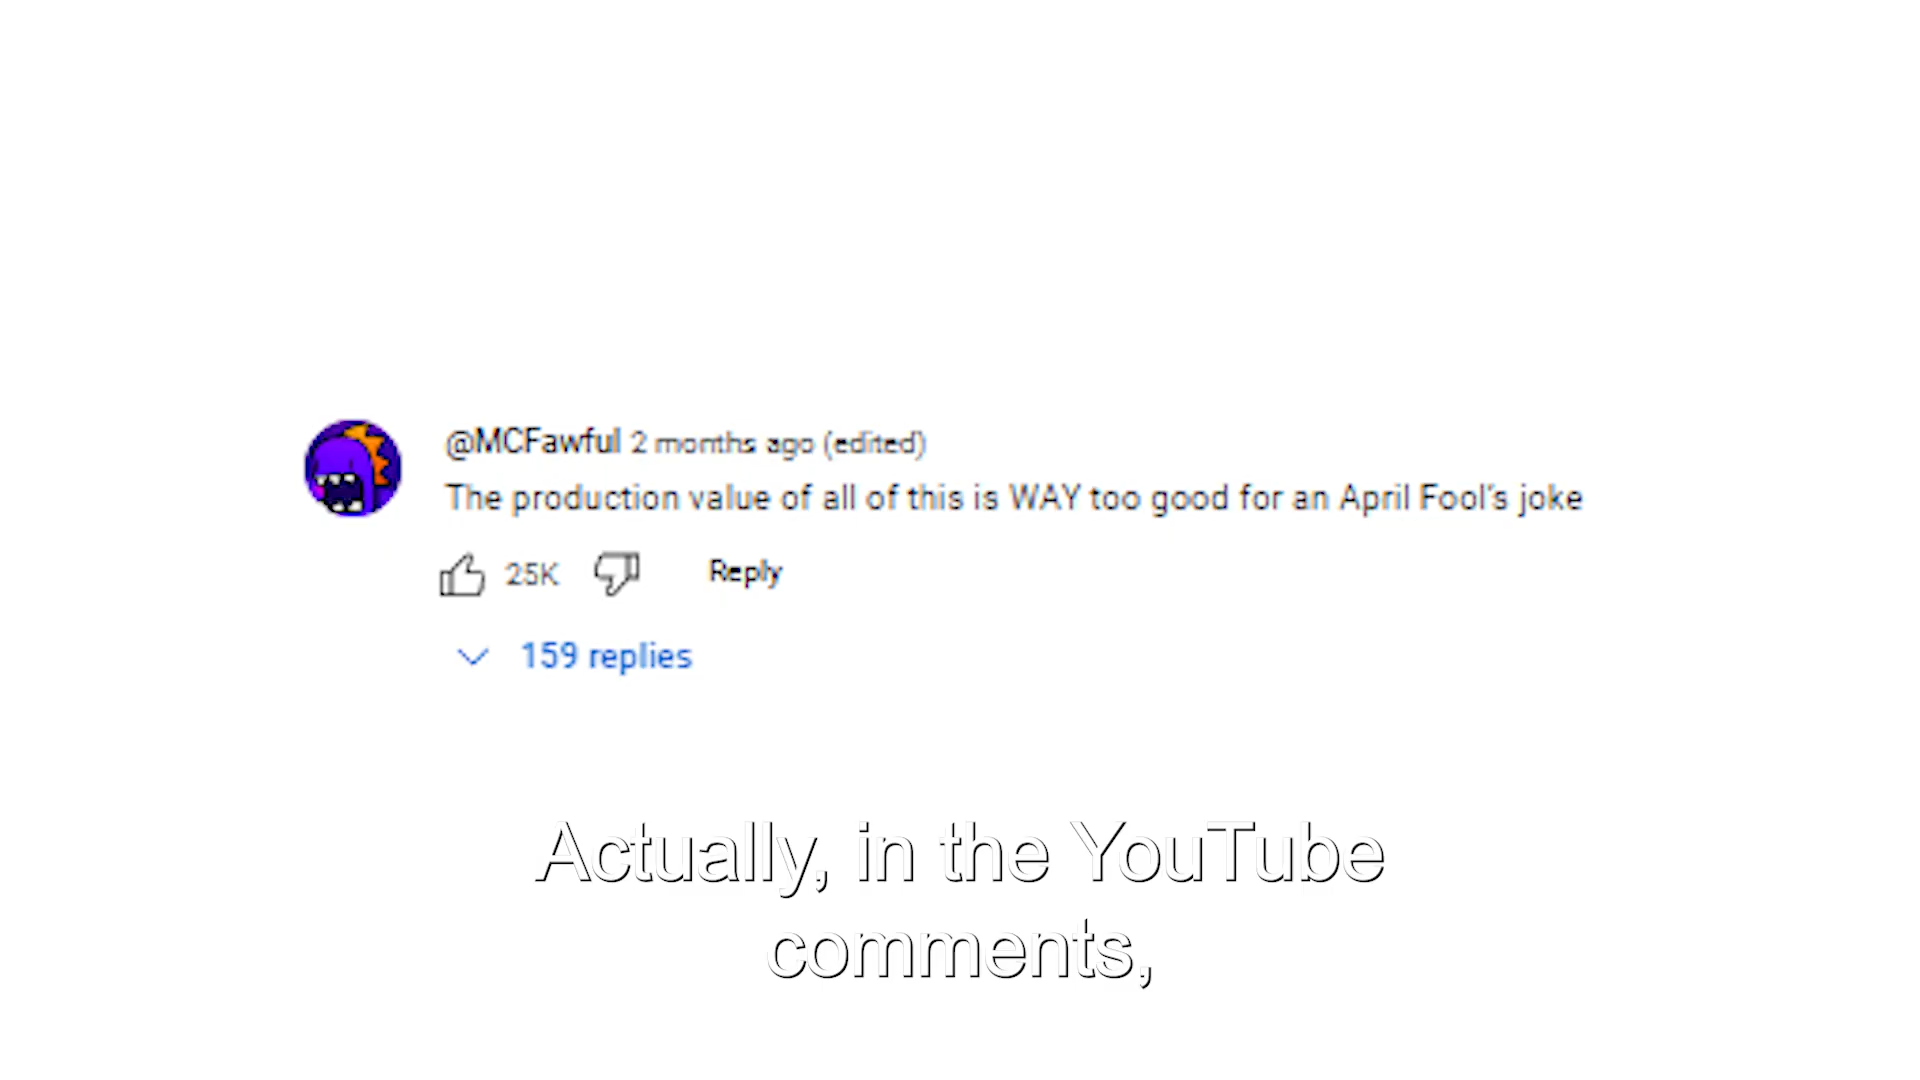 @MCFawful 2 months ago (edited)
The production value of all of this is WAY too good for an April Fool's joke
25K Reply
159 replies
Actually, in the YouTube
comments,